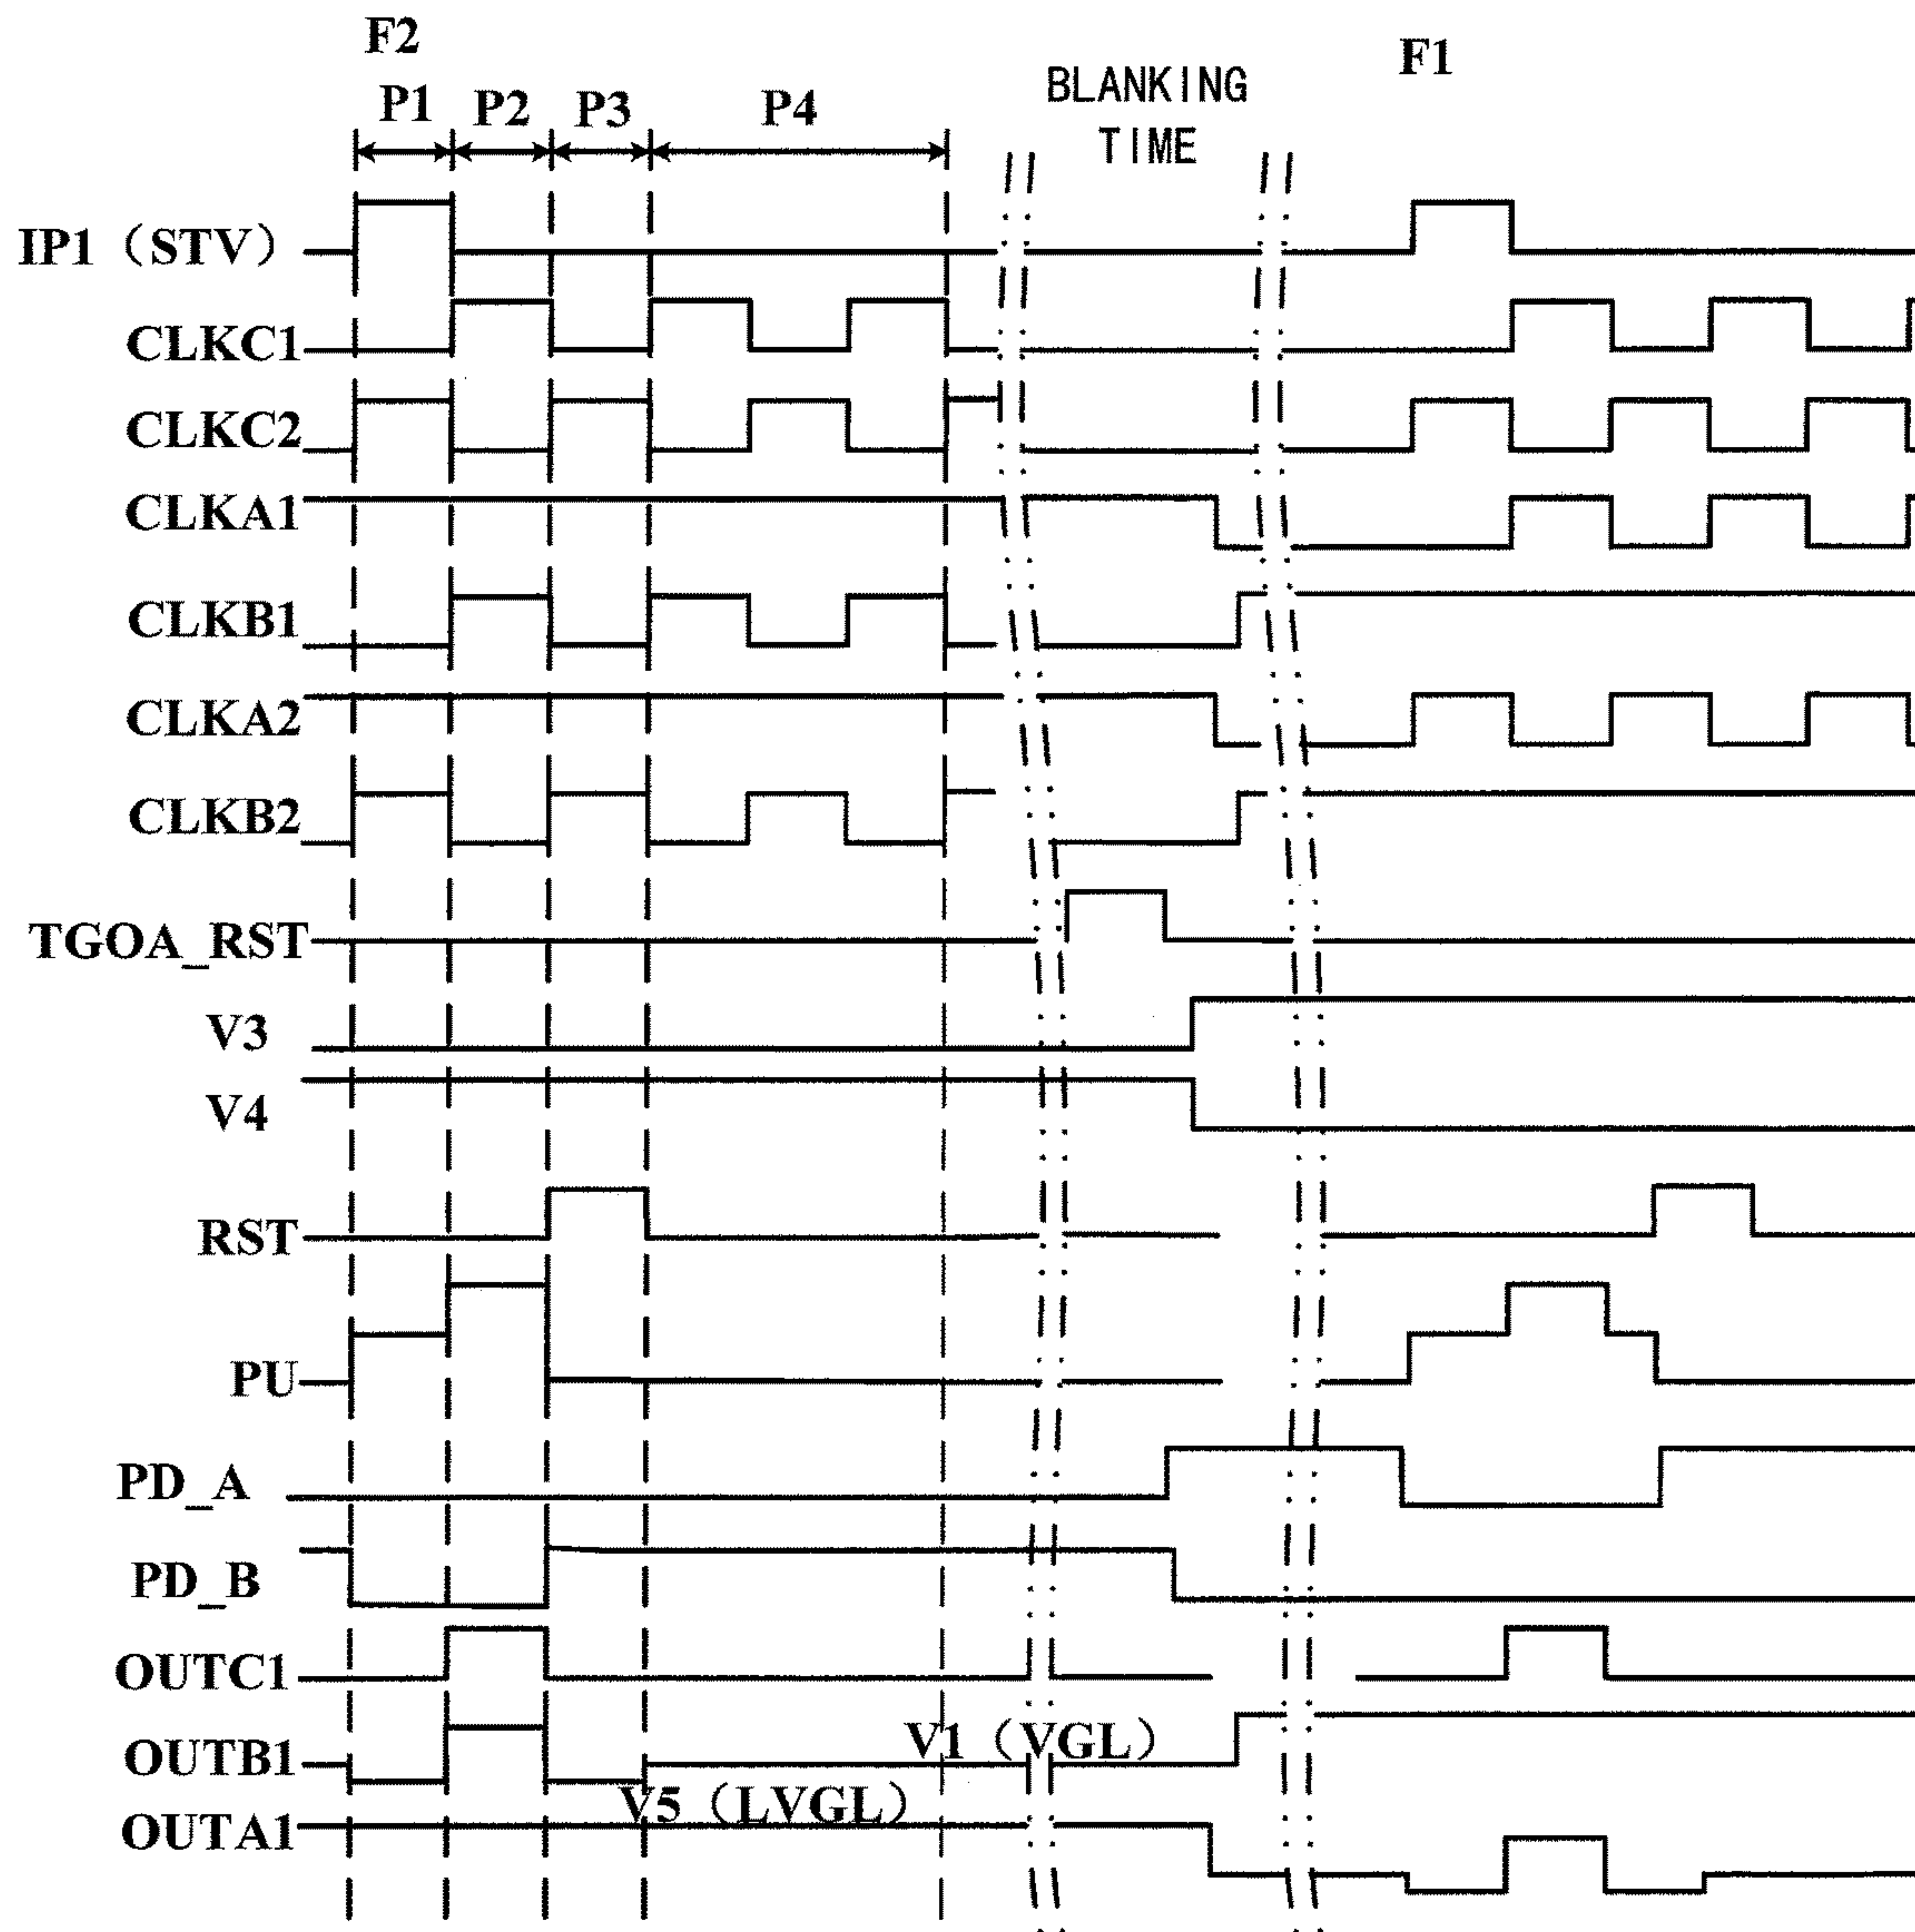 F2
F1
BLANKING
TIME
P1
P2
P3
P4
IP1（STV）
CLKC1
CLKC2
CLKA1
CLKB1
CLKA2
CLKB2
TGOA_RST
V3
V4
RST
PU
PD_A
PD_B
OUTC1
V1（VGL）
OUTB1
V5（LVGL）
OUTA1